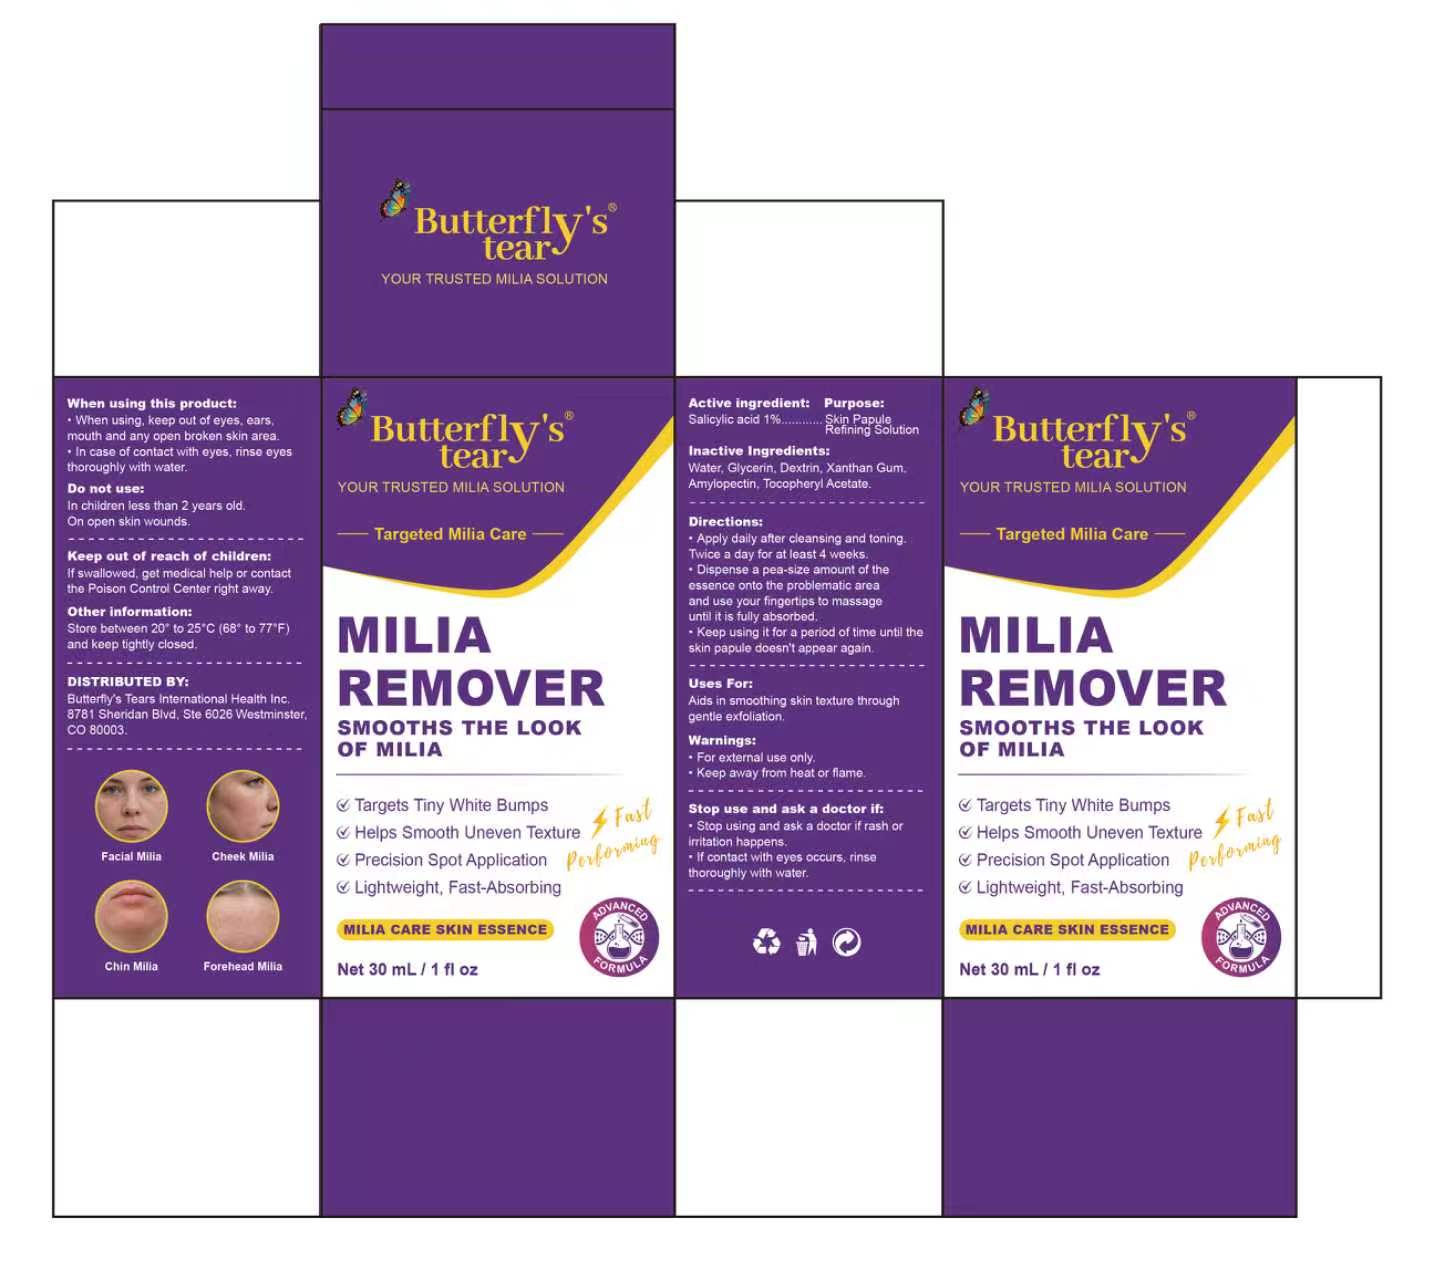 Butterfly's®
tear
YOUR TRUSTED MILIA SOLUTION
When using this product:
• When using, keep out of eyes, ears,
mouth and any open broken skin area.
• In case of contact with eyes, rinse eyes
thoroughly with water.
Do not use:
In children less than 2 years old.
On open skin wounds.
Keep out of reach of children:
If swallowed, get medical help or contact
the Poison Control Center right away.
Other information:
Store between 20° to 25°C (68° to 77°F)
and keep tightly closed.
DISTRIBUTED BY:
Butterfly's Tears International Health Inc.
8781 Sheridan Blvd, Ste 6026 Westminster,
CO 80003.
Facial Milia
Cheek Milia
Chin Milia
Forehead Milia
Butterfly's®
tear
YOUR TRUSTED MILIA SOLUTION
Targeted Milia Care
MILIA
REMOVER
SMOOTHS THE LOOK
OF MILIA
Targets Tiny White Bumps
Helps Smooth Uneven Texture
Precision Spot Application
Lightweight, Fast-Absorbing
Fast
Performing
MILIA CARE SKIN ESSENCE
Net 30 mL / 1 fl oz
ADVANCED
FORMULA
Active ingredient: Purpose:
Salicylic acid 1%............ Skin Papule
Refining Solution
Inactive Ingredients:
Water, Glycerin, Dextrin, Xanthan Gum,
Amylopectin, Tocopheryl Acetate.
Directions:
• Apply daily after cleansing and toning.
Twice a day for at least 4 weeks.
• Dispense a pea-size amount of the
essence onto the problematic area
and use your fingertips to massage
until it is fully absorbed.
• Keep using it for a period of time until the
skin papule doesn't appear again.
Uses For:
Aids in smoothing skin texture through
gentle exfoliation.
Warnings:
• For external use only.
• Keep away from heat or flame.
Stop use and ask a doctor if:
• Stop using and ask a doctor if rash or
irritation happens.
• If contact with eyes occurs, rinse
thoroughly with water.
Butterfly's®
tear
YOUR TRUSTED MILIA SOLUTION
Targeted Milia Care
MILIA
REMOVER
SMOOTHS THE LOOK
OF MILIA
Targets Tiny White Bumps
Helps Smooth Uneven Texture
Precision Spot Application
Lightweight, Fast-Absorbing
Fast
Performing
MILIA CARE SKIN ESSENCE
Net 30 mL / 1 fl oz
ADVANCED
FORMULA